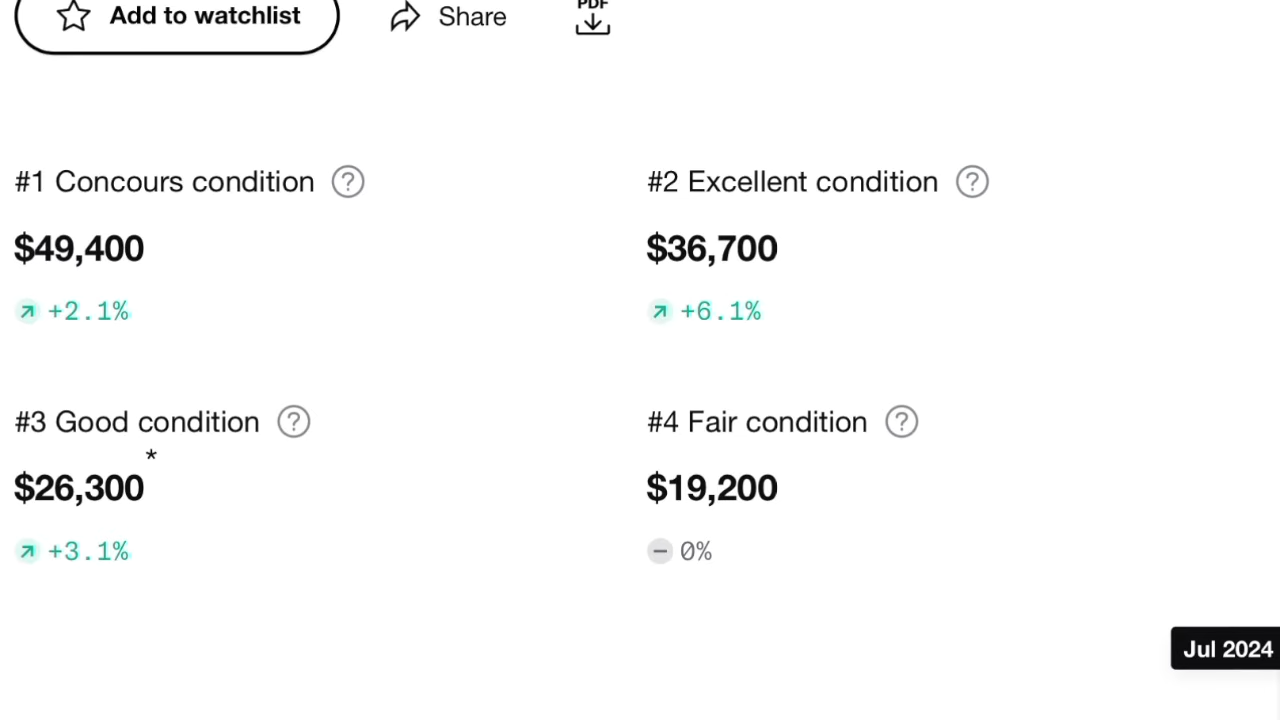 Add to watchlist Share PDF
#1 Concours condition ?
$49,400
+2.1%
#2 Excellent condition ?
$36,700
+6.1%
#3 Good condition ?
$26,300*
+3.1%
#4 Fair condition ?
$19,200
0%
Jul 2024